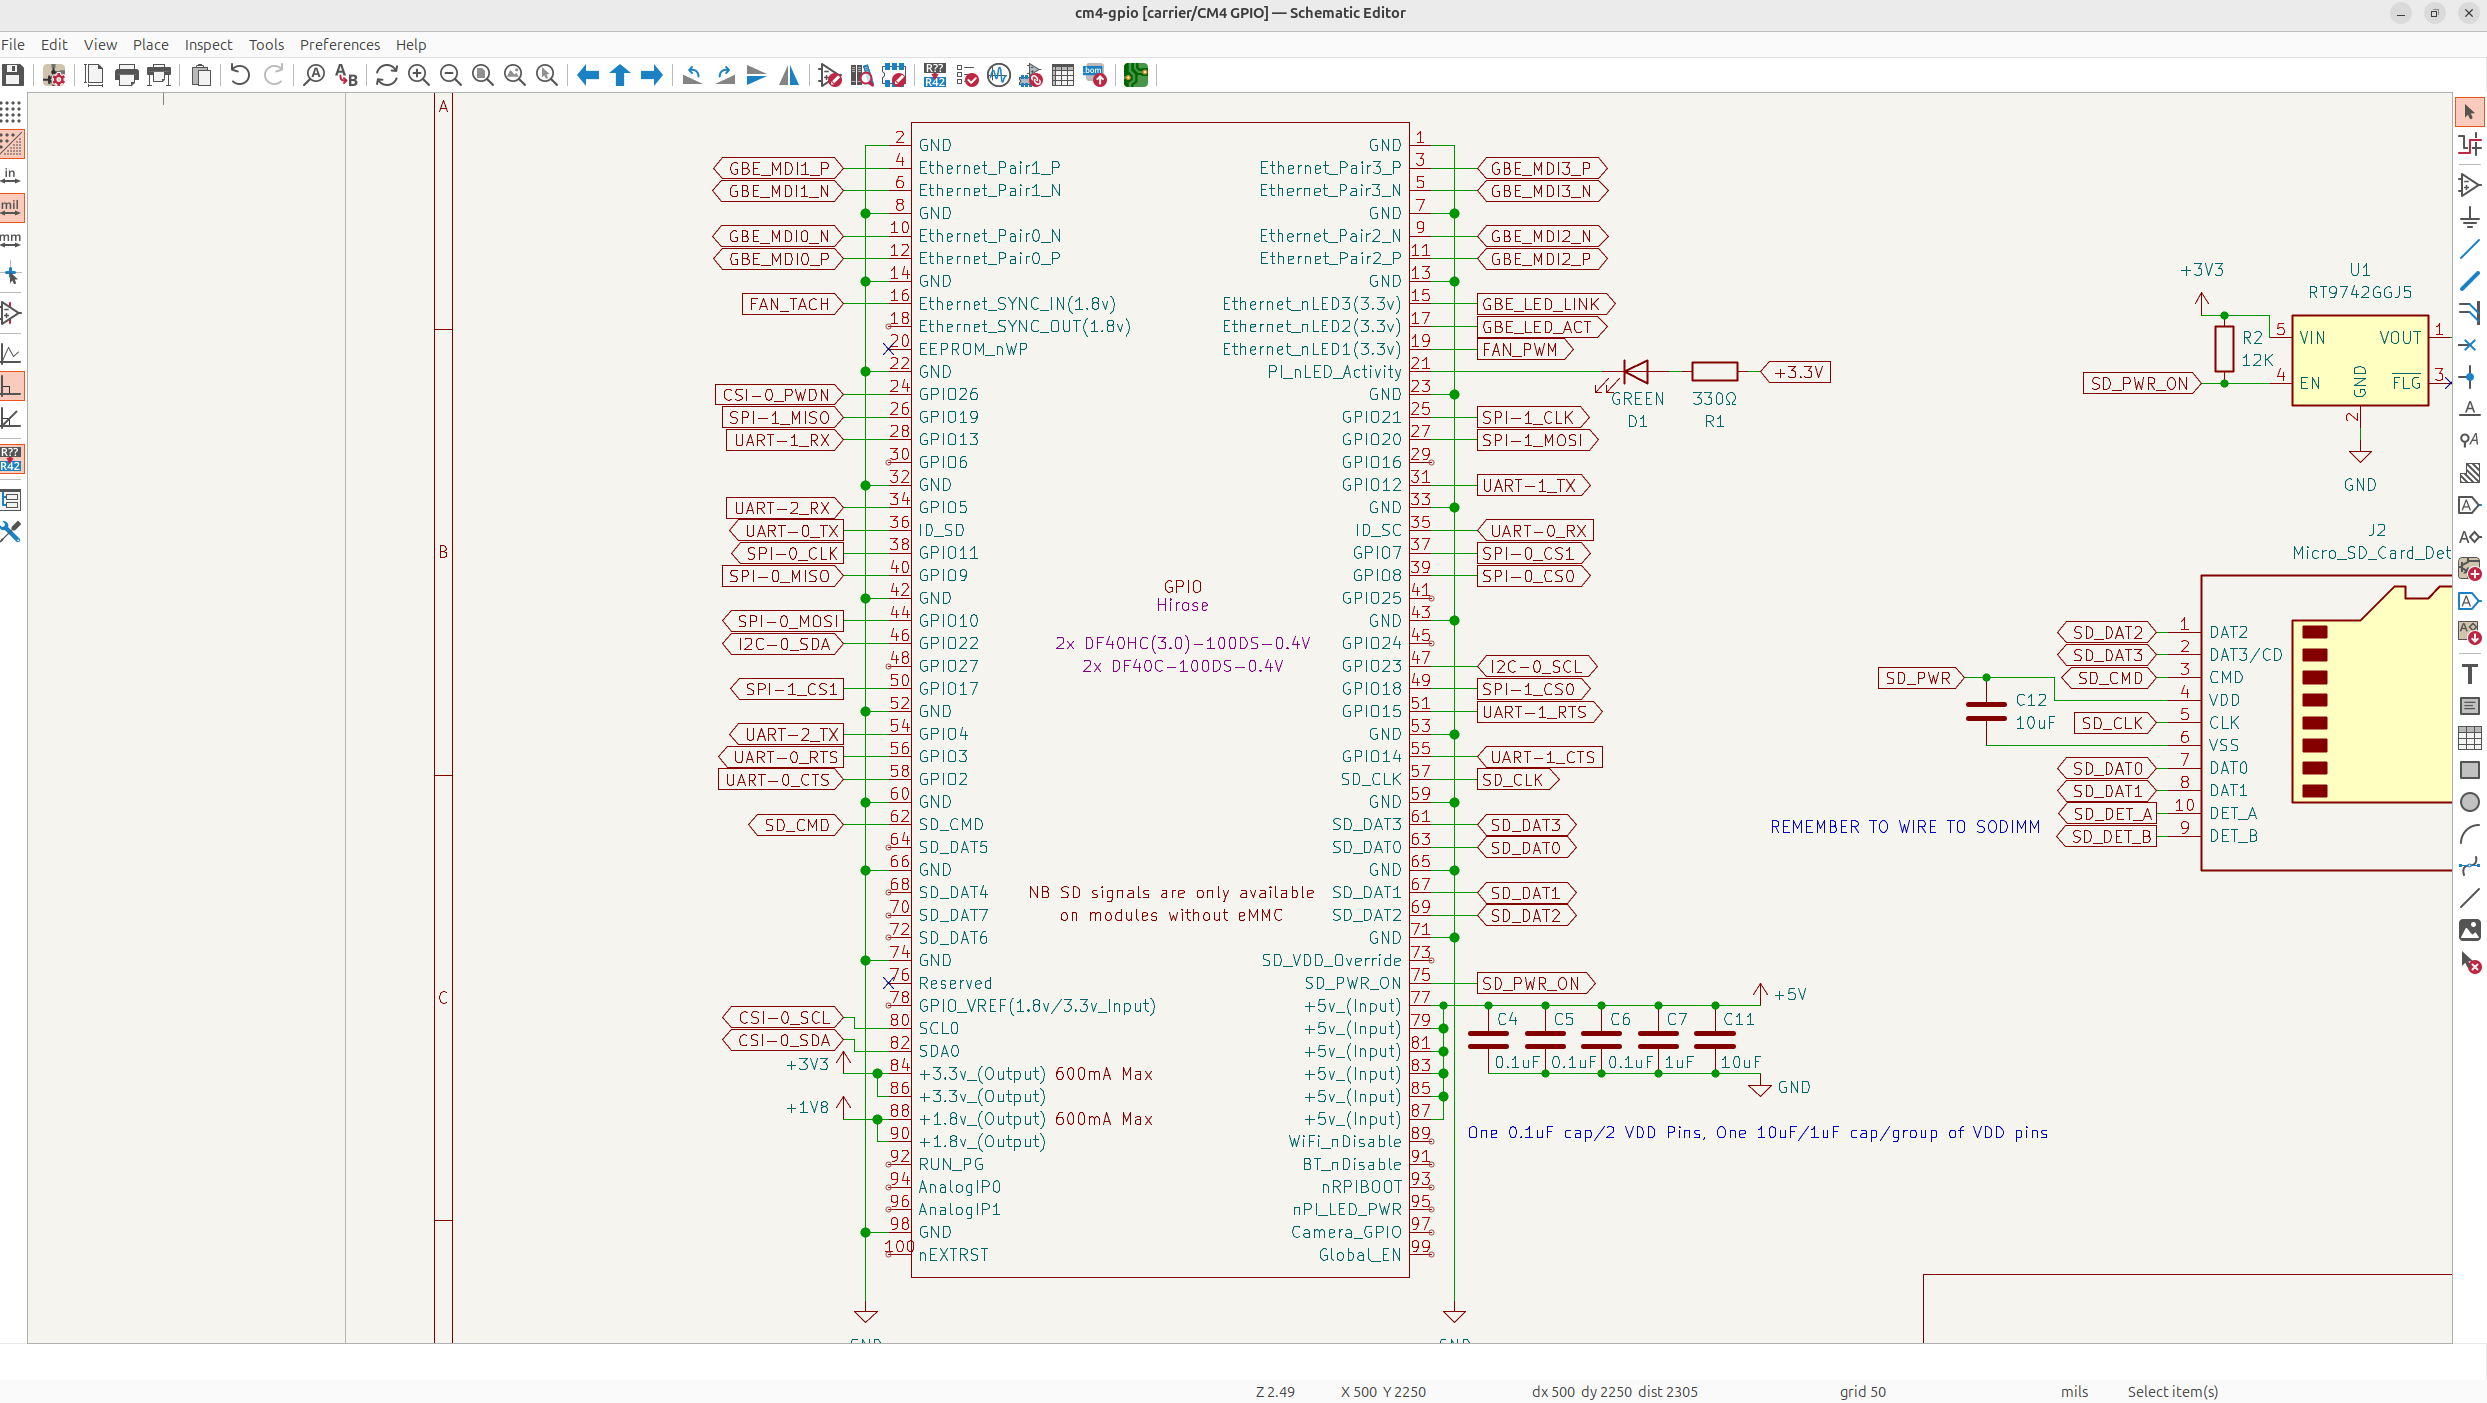 cm4-gpio [carrier/CM4 GPIO] — Schematic Editor
File Edit View Place Inspect Tools Preferences Help
in
mil
mm
R??
R42
A
B
C
2 GND
GBE_MDI1_P 4 Ethernet_Pair1_P
GBE_MDI1_N 6 Ethernet_Pair1_N
8 GND
GBE_MDI0_N 10 Ethernet_Pair0_N
GBE_MDI0_P 12 Ethernet_Pair0_P
14 GND
FAN_TACH 16 Ethernet_SYNC_IN(1.8v)
18 Ethernet_SYNC_OUT(1.8v)
20 EEPROM_nWP
22 GND
CSI-0_PWDN 24 GPIO26
SPI-1_MISO 26 GPIO19
UART-1_RX 28 GPIO13
30 GPIO6
32 GND
UART-2_RX 34 GPIO5
UART-0_TX 36 ID_SD
SPI-0_CLK 38 GPIO11
SPI-0_MISO 40 GPIO9
42 GND
SPI-0_MOSI 44 GPIO10
I2C-0_SDA 46 GPIO22
48 GPIO27
SPI-1_CS1 50 GPIO17
52 GND
UART-2_TX 54 GPIO4
UART-0_RTS 56 GPIO3
UART-0_CTS 58 GPIO2
60 GND
SD_CMD 62 SD_CMD
64 SD_DAT5
66 GND
68 SD_DAT4
70 SD_DAT7
72 SD_DAT6
74 GND
76 Reserved
78 GPIO_VREF(1.8v/3.3v_Input)
CSI-0_SCL 80 SCL0
CSI-0_SDA 82 SDA0
+3V3 84 +3.3v_(Output) 600mA Max
86 +3.3v_(Output)
+1V8 88 +1.8v_(Output) 600mA Max
90 +1.8v_(Output)
92 RUN_PG
94 AnalogIP0
96 AnalogIP1
98 GND
100 nEXTRST
GND
GPIO
Hirose
2x DF40HC(3.0)-100DS-0.4V
2x DF40C-100DS-0.4V
NB SD signals are only available
on modules without eMMC
GND 1
Ethernet_Pair3_P 3 GBE_MDI3_P
Ethernet_Pair3_N 5 GBE_MDI3_N
GND 7
Ethernet_Pair2_N 9 GBE_MDI2_N
Ethernet_Pair2_P 11 GBE_MDI2_P
GND 13
Ethernet_nLED3(3.3v) 15 GBE_LED_LINK
Ethernet_nLED2(3.3v) 17 GBE_LED_ACT
Ethernet_nLED1(3.3v) 19 FAN_PWM
PI_nLED_Activity 21 +3.3V
GREEN 330Ω
D1 R1
GND 23
GPIO21 25 SPI-1_CLK
GPIO20 27 SPI-1_MOSI
GPIO16 29
GPIO12 31 UART-1_TX
GND 33
ID_SC 35 UART-0_RX
GPIO7 37 SPI-0_CS1
GPIO8 39 SPI-0_CS0
GPIO25 41
GND 43
GPIO24 45
GPIO23 47 I2C-0_SCL
GPIO18 49 SPI-1_CS0
GPIO15 51 UART-1_RTS
GND 53
GPIO14 55 UART-1_CTS
SD_CLK 57 SD_CLK
GND 59
SD_DAT3 61 SD_DAT3
SD_DAT0 63 SD_DAT0
GND 65
SD_DAT1 67 SD_DAT1
SD_DAT2 69 SD_DAT2
GND 71
SD_VDD_Override 73
SD_PWR_ON 75 SD_PWR_ON
+5v_(Input) 77 +5V
+5v_(Input) 79
+5v_(Input) 81
+5v_(Input) 83
+5v_(Input) 85
+5v_(Input) 87
C4 C5 C6 C7 C11
0.1uF 0.1uF 0.1uF 1uF 10uF
GND
One 0.1uF cap/2 VDD Pins, One 10uF/1uF cap/group of VDD pins
WiFi_nDisable 89
BT_nDisable 91
nRPIBOOT 93
nPI_LED_PWR 95
Camera_GPIO 97
Global_EN 99
GND
+3V3
U1
RT9742GGJ5
R2
12K
SD_PWR_ON
5 VIN VOUT 1
4 EN GND FLG 3
2
GND
J2
Micro_SD_Card_Det
SD_DAT2 1 DAT2
SD_DAT3 2 DAT3/CD
SD_PWR SD_CMD 3 CMD
C12 4 VDD
10uF SD_CLK 5 CLK
6 VSS
SD_DAT0 7 DAT0
SD_DAT1 8 DAT1
SD_DET_A 10 DET_A
SD_DET_B 9 DET_B
REMEMBER TO WIRE TO SODIMM
Z 2.49 X 500 Y 2250 dx 500 dy 2250 dist 2305 grid 50 mils Select item(s)